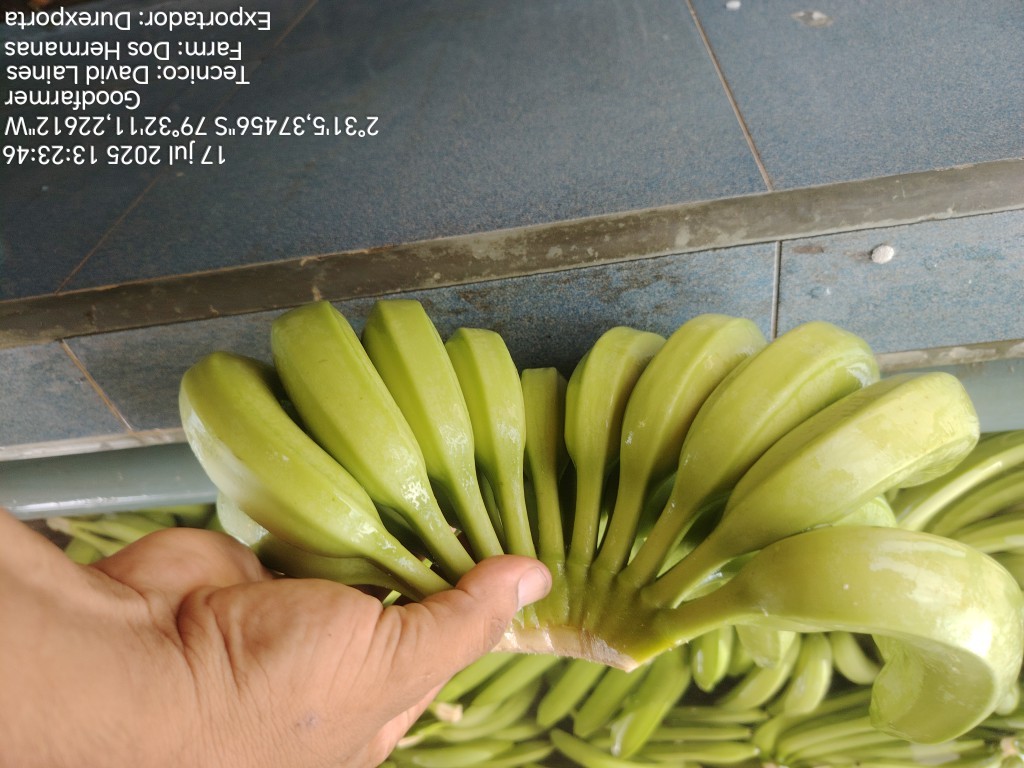 17 jul 2025 13:23:46
2°31'5,37456"S 79°32'11,22612"W
Goodfarmer
Tecnico: David Laines
Farm: Dos Hermanas
Exportador: Durexporta